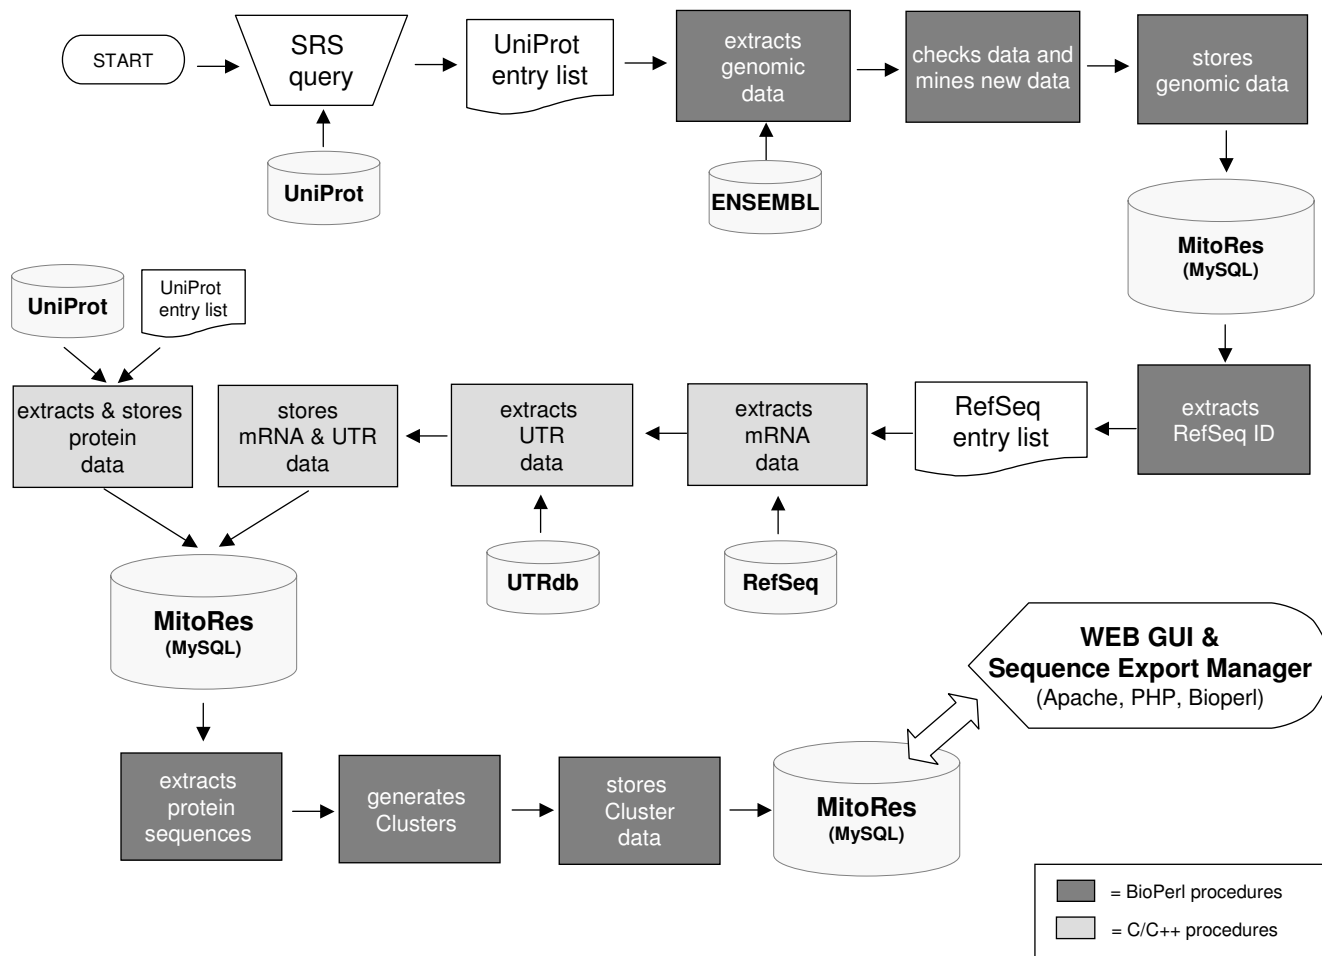 START
SRS
query
UniProt
entry list
extracts
genomic
data
checks data and
mines new data
stores
genomic data
UniProt
ENSEMBL
MitoRes
(MySQL)
UniProt
UniProt
entry list
extracts & stores
protein
data
stores
mRNA & UTR
data
extracts
UTR
data
extracts
mRNA
data
RefSeq
entry list
extracts
RefSeq ID
UTRdb
RefSeq
MitoRes
(MySQL)
WEB GUI &
Sequence Export Manager
(Apache, PHP, Bioperl)
extracts
protein
sequences
generates
Clusters
stores
Cluster
data
MitoRes
(MySQL)
= BioPerl procedures
= C/C++ procedures